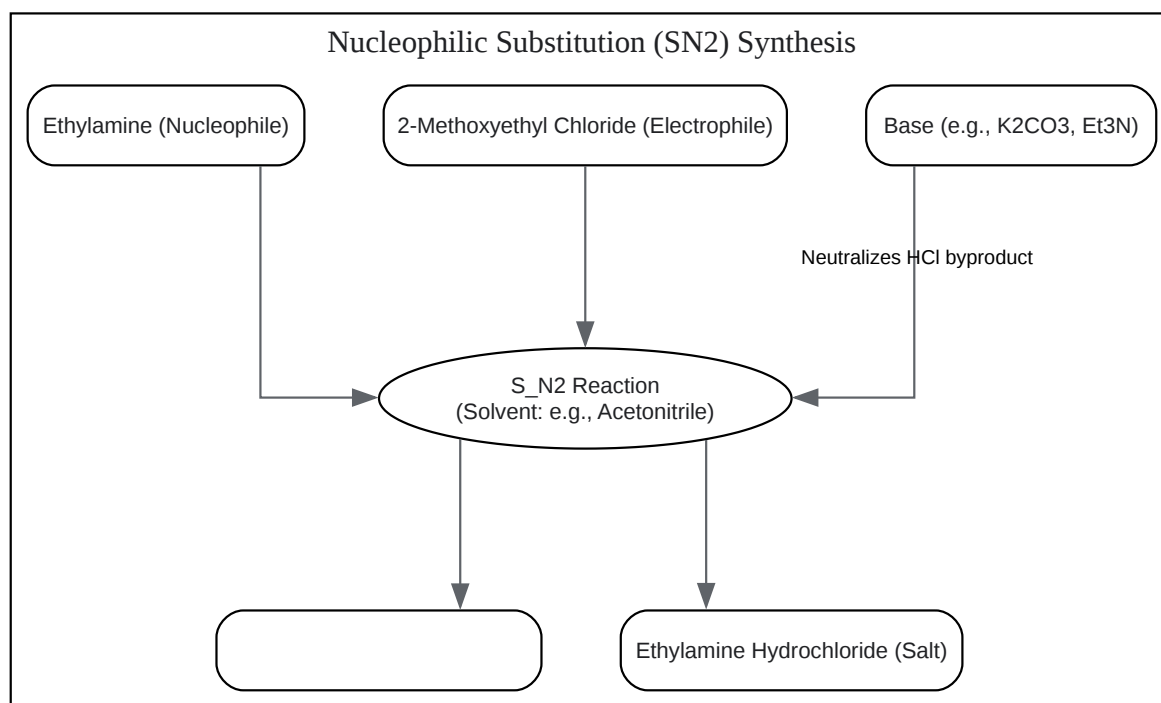 Nucleophilic Substitution (SN2) Synthesis
Ethylamine (Nucleophile)
2-Methoxyethyl Chloride (Electrophile)
Base (e.g., K2CO3, Et3N)
Neutralizes HCl byproduct
S_N2 Reaction
(Solvent: e.g., Acetonitrile)
Ethylamine Hydrochloride (Salt)